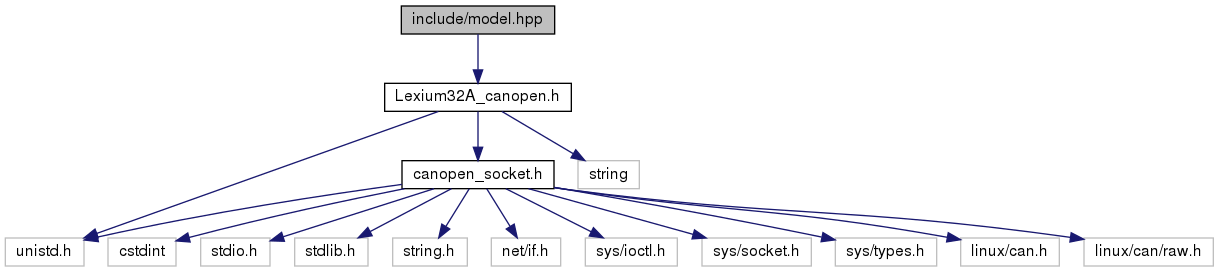 include/model.hpp
Lexium32A_canopen.h
canopen_socket.h
string
unistd.h
cstdint
stdio.h
stdlib.h
string.h
net/if.h
sys/ioctl.h
sys/socket.h
sys/types.h
linux/can.h
linux/can/raw.h